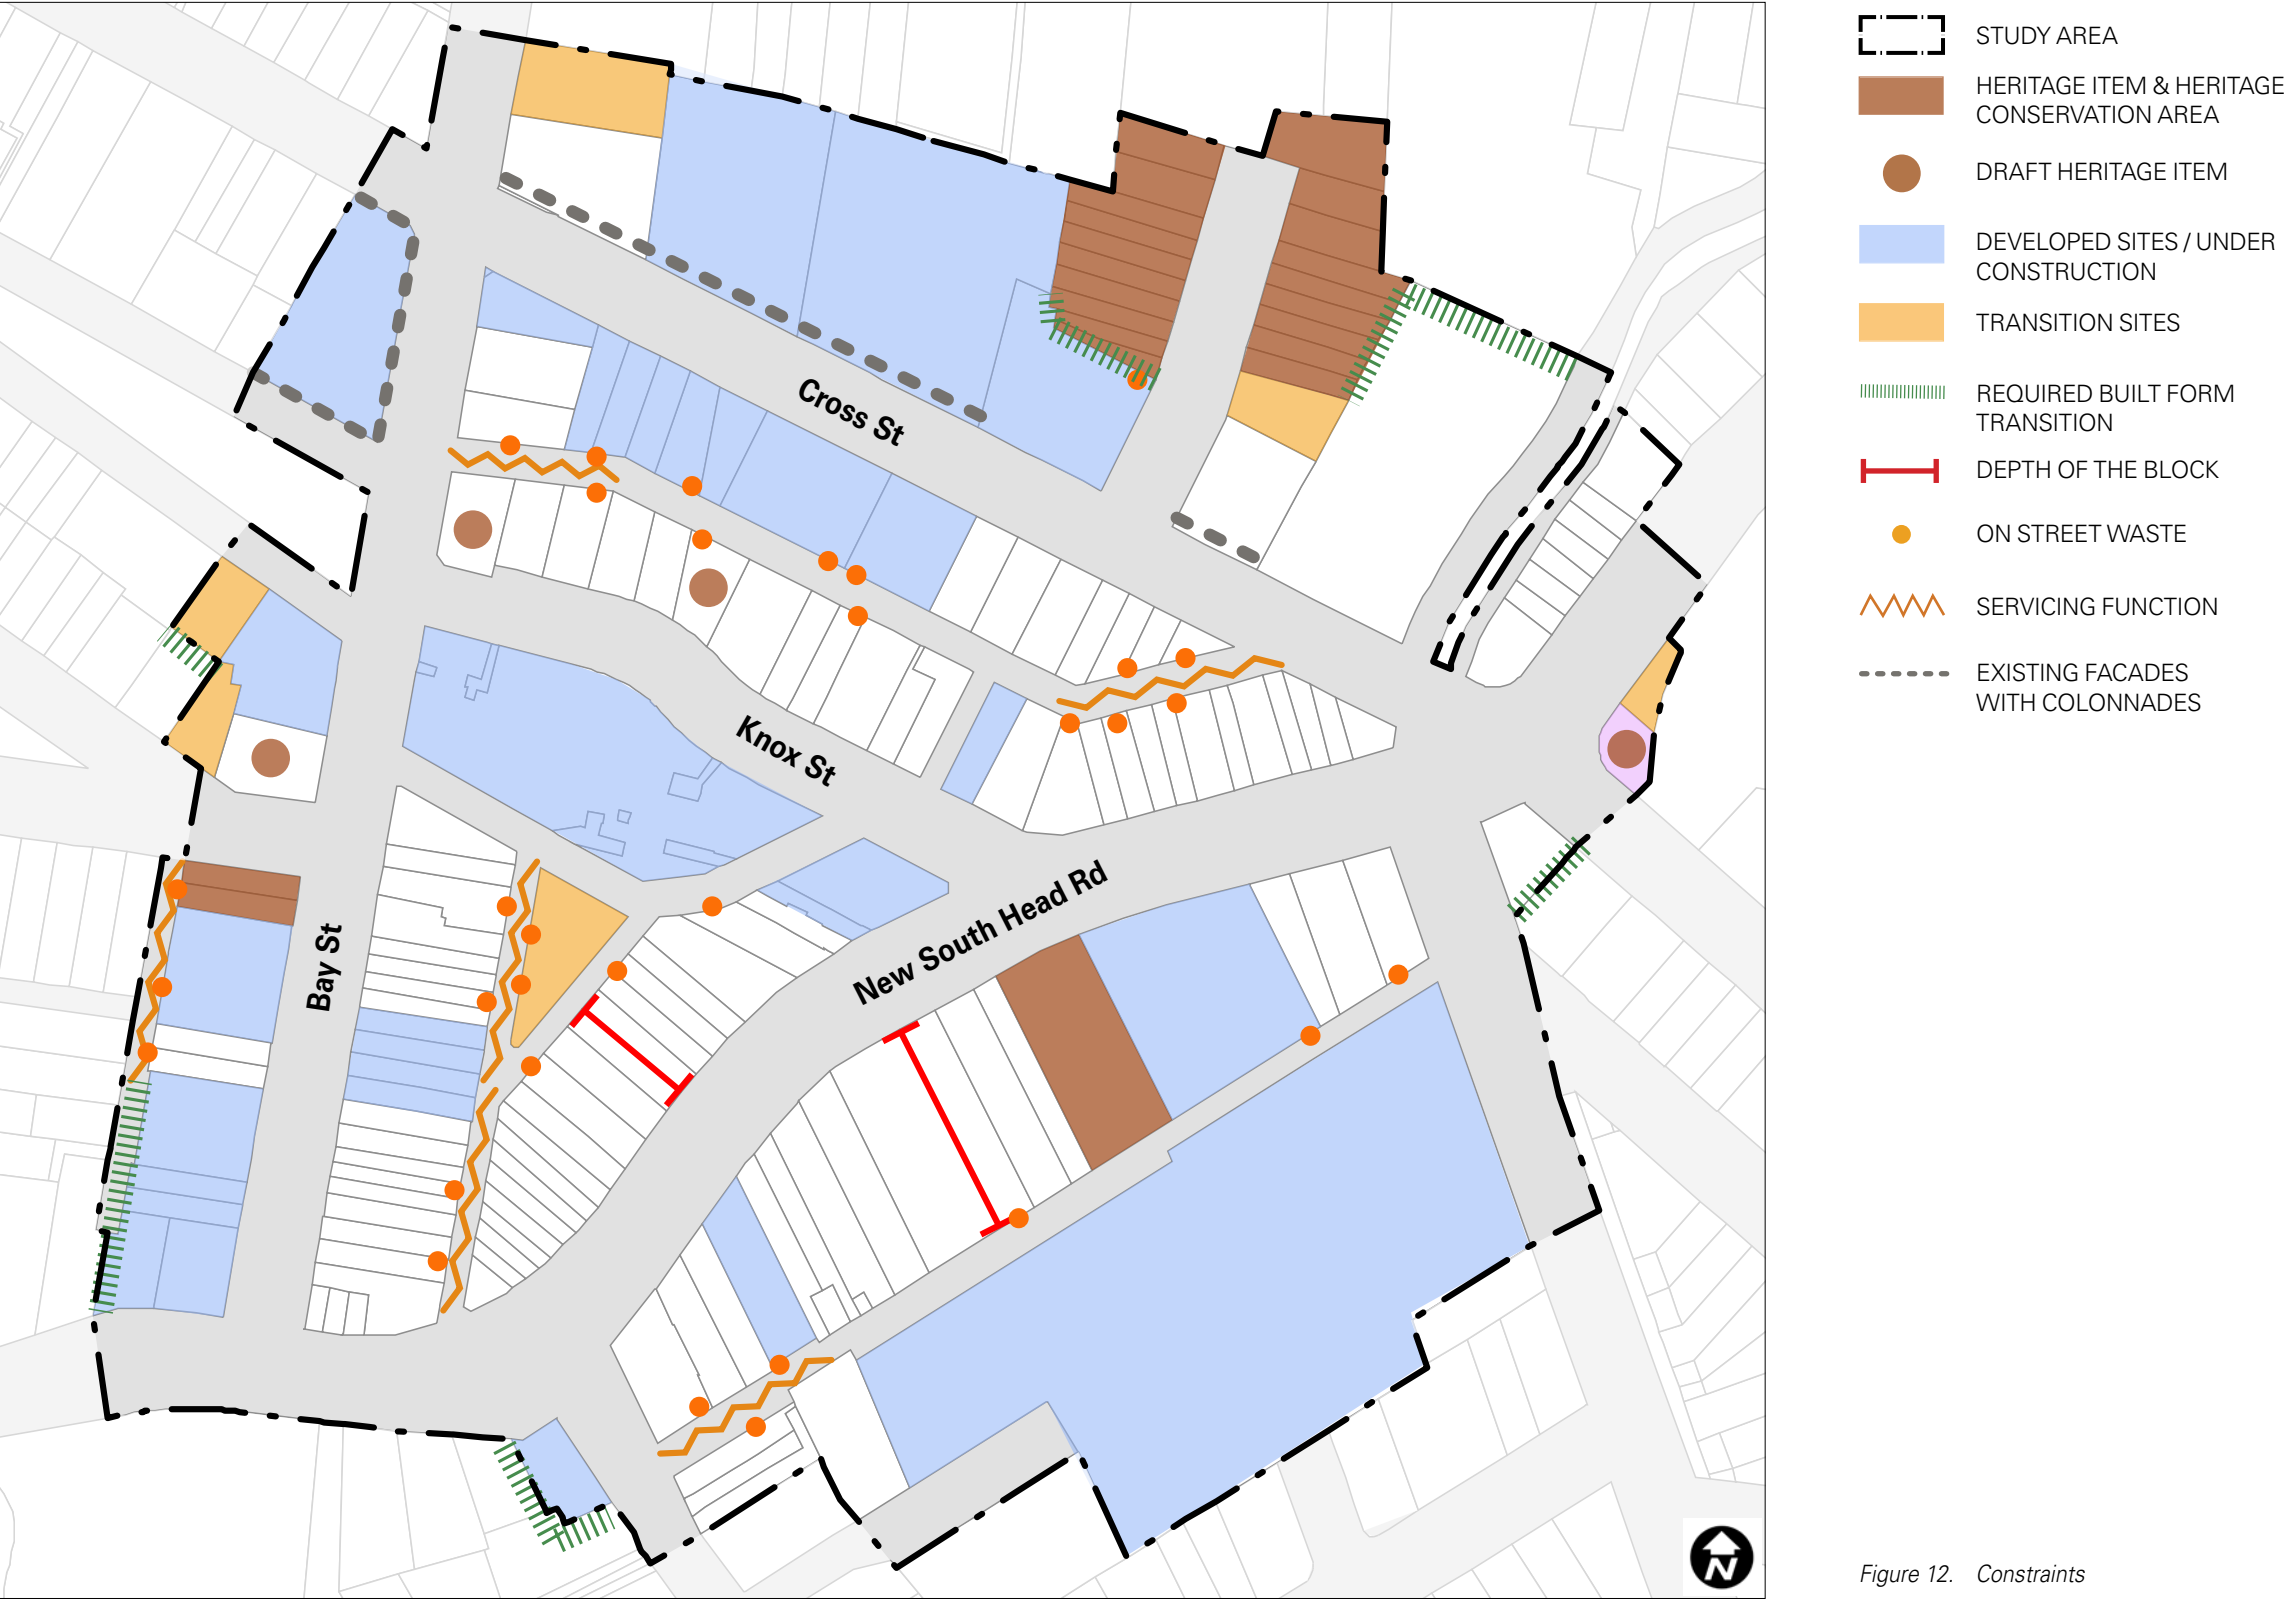 Cross St
Knox St
New South Head Rd
Bay St
N
STUDY AREA
HERITAGE ITEM & HERITAGE
CONSERVATION AREA
DRAFT HERITAGE ITEM
DEVELOPED SITES / UNDER
CONSTRUCTION
TRANSITION SITES
REQUIRED BUILT FORM
TRANSITION
DEPTH OF THE BLOCK
ON STREET WASTE
SERVICING FUNCTION
EXISTING FACADES
WITH COLONNADES
Figure 12. Constraints